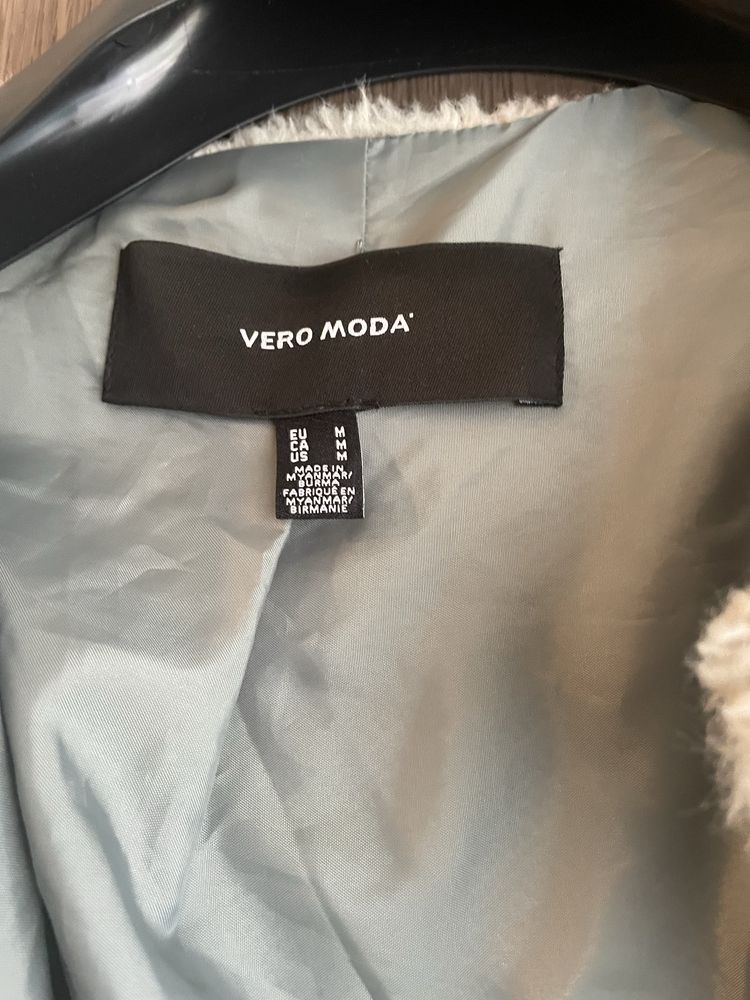 VERO MODA
EU M
CA M
US M
MADE IN
MYANMAR/
BURMA
FABRIQUÉ EN
MYANMAR/
BIRMANIE